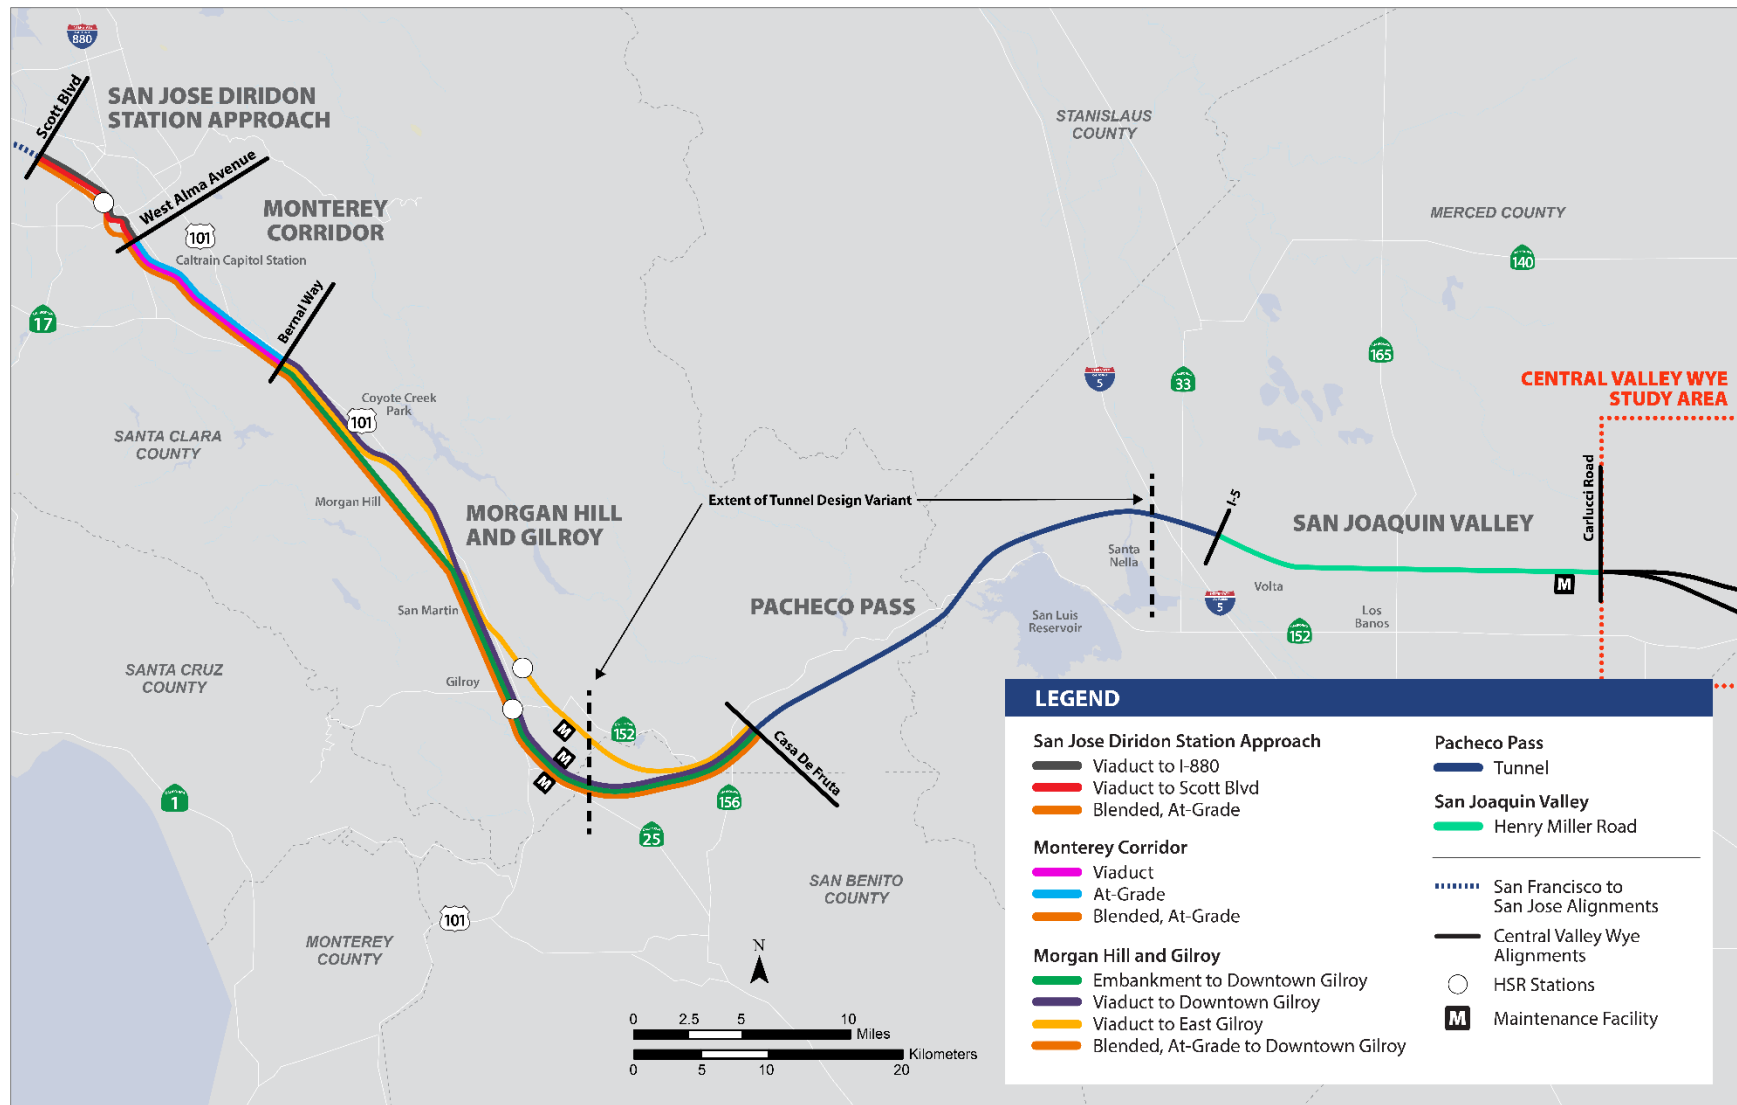 880
Scott Blvd
SAN JOSE DIRIDON
STATION APPROACH
West Alma Avenue
MONTEREY
CORRIDOR
101
Caltrain Capitol Station
17
Bernal Way
Coyote Creek
Park
101
SANTA CLARA
COUNTY
Morgan Hill
MORGAN HILL
AND GILROY
San Martin
SANTA CRUZ
COUNTY
Gilroy
M
M
M
152
Casa De Fruta
156
25
1
101
MONTEREY
COUNTY
SAN BENITO
COUNTY
Extent of Tunnel Design Variant
PACHECO PASS
STANISLAUS
COUNTY
MERCED COUNTY
140
165
5
33
CENTRAL VALLEY WYE
STUDY AREA
Carlucci Road
I-5
SAN JOAQUIN VALLEY
Santa
Nella
San Luis
Reservoir
Volta
5
Los
Banos
152
M
N
0 2.5 5 10
Miles
Kilometers
0 5 10 20
LEGEND
San Jose Diridon Station Approach
Viaduct to I-880
Viaduct to Scott Blvd
Blended, At-Grade
Monterey Corridor
Viaduct
At-Grade
Blended, At-Grade
Morgan Hill and Gilroy
Embankment to Downtown Gilroy
Viaduct to Downtown Gilroy
Viaduct to East Gilroy
Blended, At-Grade to Downtown Gilroy
Pacheco Pass
Tunnel
San Joaquin Valley
Henry Miller Road
San Francisco to
San Jose Alignments
Central Valley Wye
Alignments
HSR Stations
M
Maintenance Facility